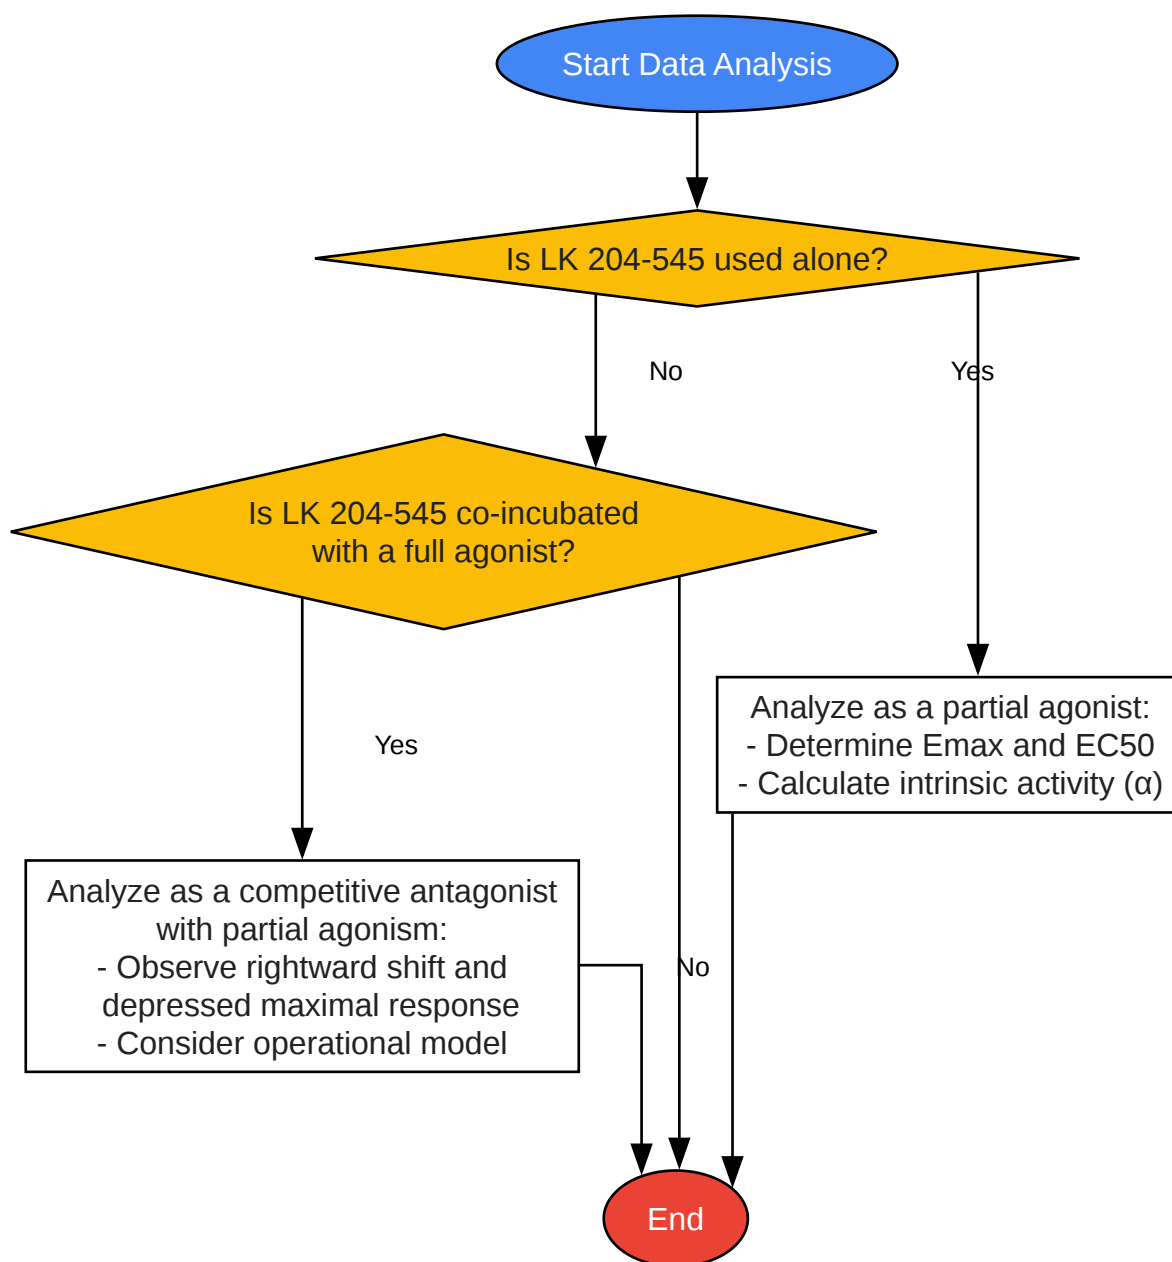 Start Data Analysis
Is LK 204-545 used alone?
No
Yes
Is LK 204-545 co-incubated
with a full agonist?
Yes
Analyze as a partial agonist:
- Determine Emax and EC50
- Calculate intrinsic activity (α)
Analyze as a competitive antagonist
with partial agonism:
- Observe rightward shift and
depressed maximal response
- Consider operational model
No
End